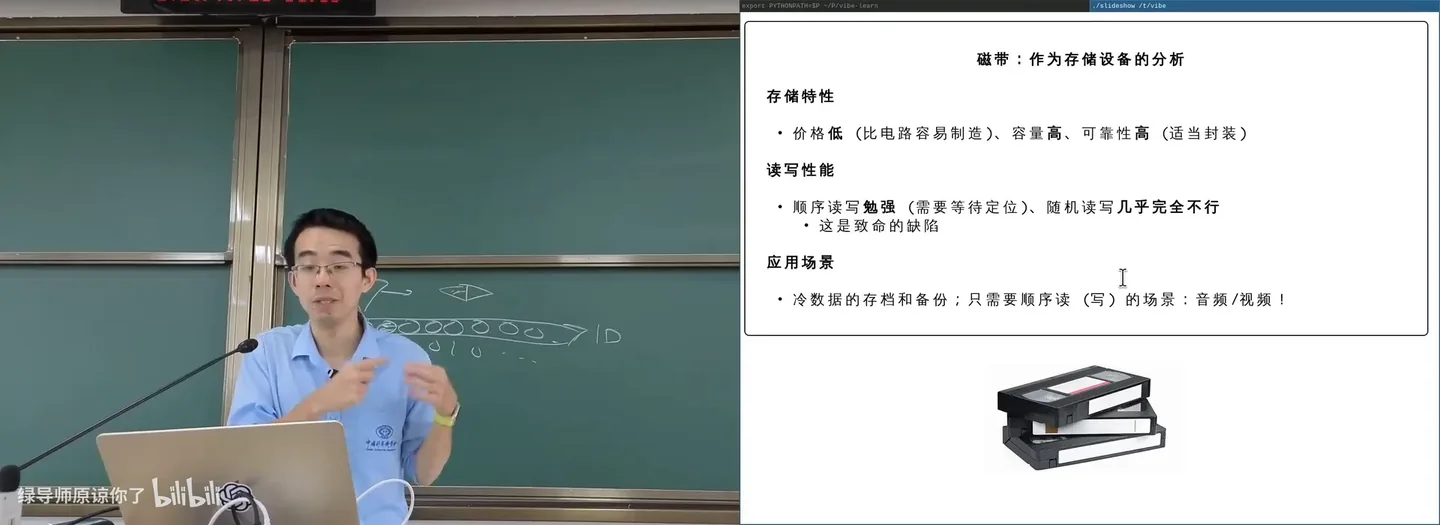 export PYTHONPATH=$P ~/P/vibe-learn
./slideshow /t/vibe
磁带：作为存储设备的分析
存储特性
• 价格低（比电路容易制造）、容量高、可靠性高（适当封装）
读写性能
• 顺序读写勉强（需要等待定位）、随机读写几乎完全不行
• 这是致命的缺陷
应用场景
• 冷数据的存档和备份；只需要顺序读（写）的场景：音频/视频！
1D
0 1 0 ...
绿导师原谅你了 bilibili